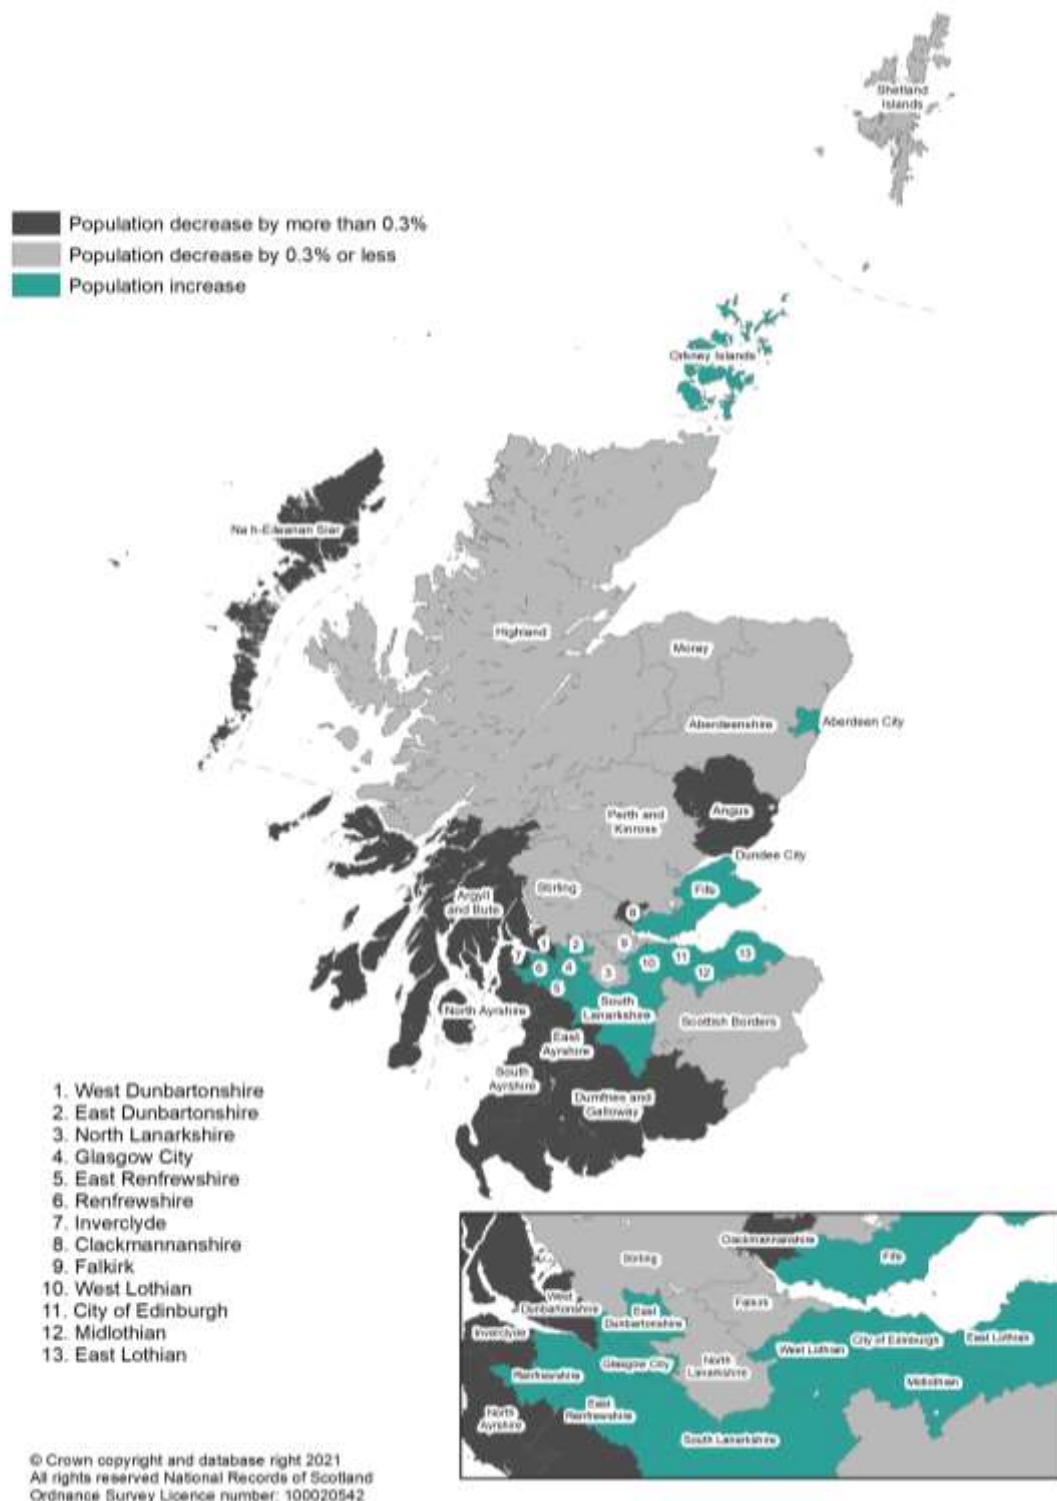 Shetland
Islands
Population decrease by more than 0.3%
Population decrease by 0.3% or less
Population increase
Orkney Islands
Na h-Eileanan Siar
Highland
Moray
Aberdeenshire
Aberdeen City
Angus
Perth and
Kinross
Dundee City
Stirling
Fife
Argyll
and Bute
8
1
2
9
7
6
4
3
10
11
12
13
5
North Ayrshire
South
Lanarkshire
Scottish Borders
East
Ayrshire
South
Ayrshire
Dumfries and
Galloway
1. West Dunbartonshire
2. East Dunbartonshire
3. North Lanarkshire
4. Glasgow City
5. East Renfrewshire
6. Renfrewshire
7. Inverclyde
8. Clackmannanshire
9. Falkirk
10. West Lothian
11. City of Edinburgh
12. Midlothian
13. East Lothian
Clackmannanshire
Stirling
Fife
West
Dunbartonshire
East
Dunbartonshire
Falkirk
Inverclyde
Renfrewshire
Glasgow City
North
Lanarkshire
West Lothian
City of Edinburgh
East Lothian
Midlothian
North
Ayrshire
East
Renfrewshire
South Lanarkshire
© Crown copyright and database right 2021
All rights reserved National Records of Scotland
Ordnance Survey Licence number: 100020542